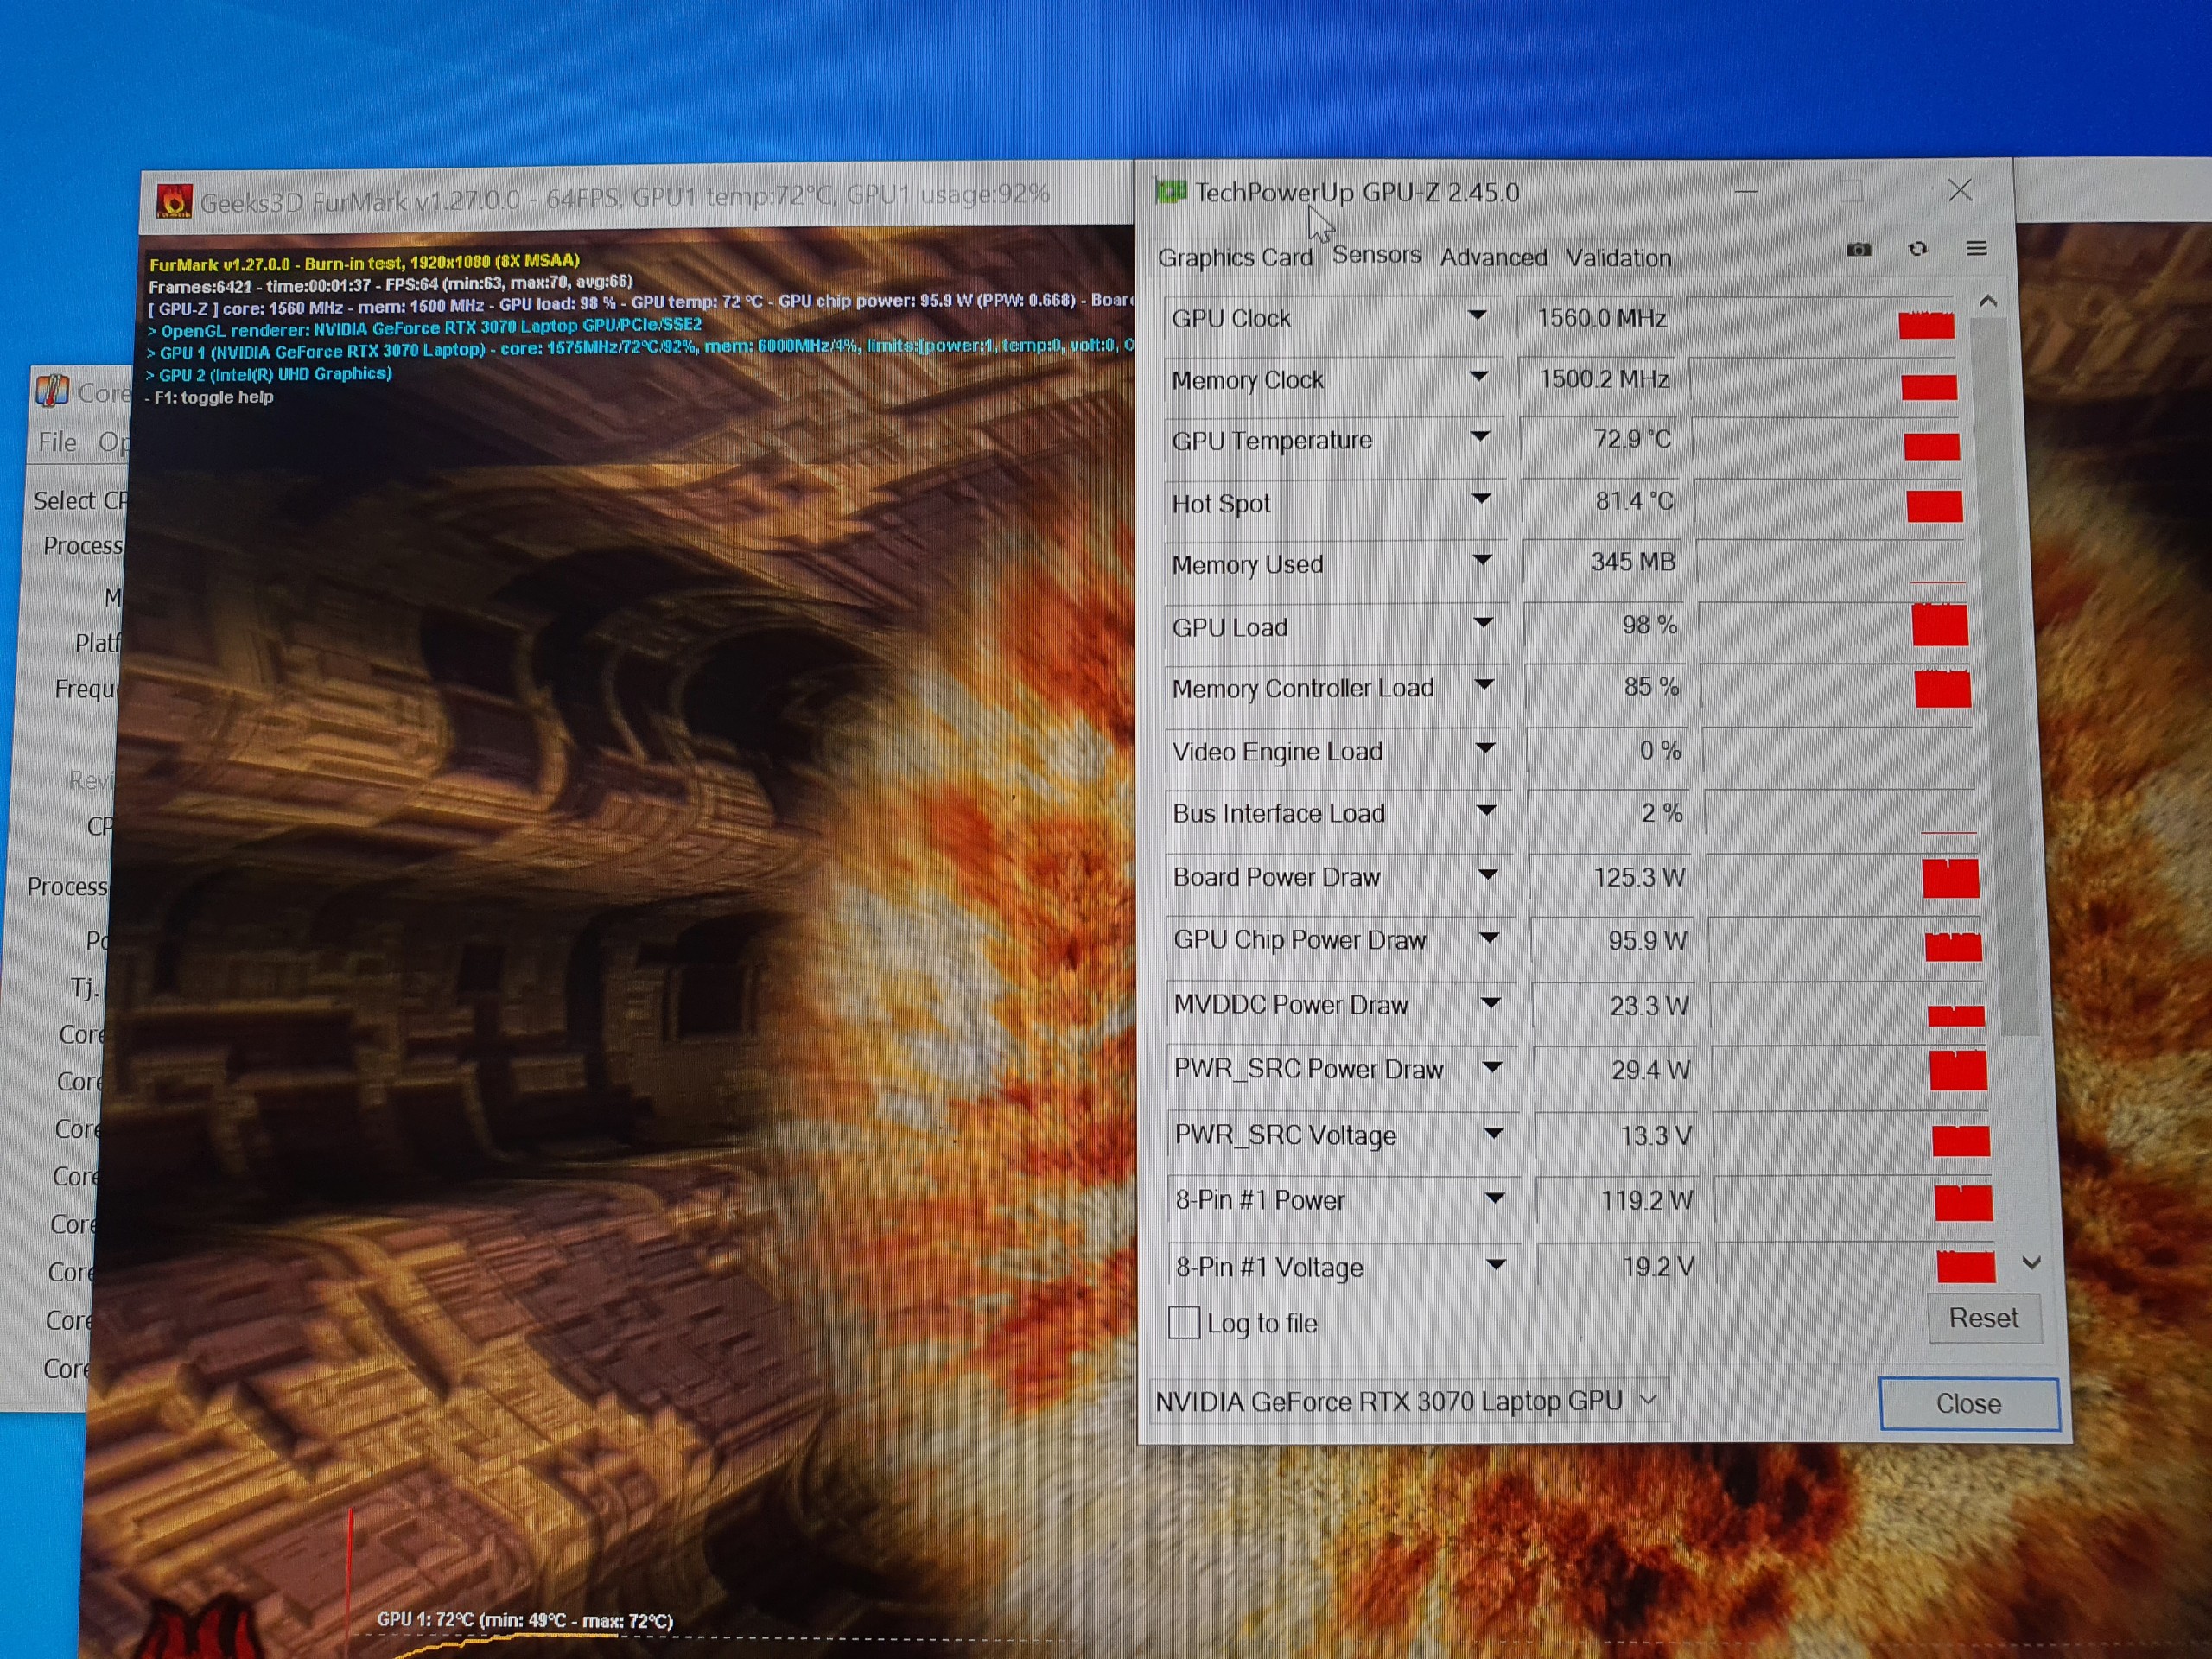 Geeks3D FurMark v1.27.0.0 - 64FPS, GPU1 temp:72°C, GPU1 usage:92%
FurMark v1.27.0.0 - Burn-in test, 1920x1080 (8X MSAA)
Frames:6421 - time:00:01:37 - FPS:64 (min:63, max:70, avg:66)
[ GPU-Z ] core: 1560 MHz - mem: 1500 MHz - GPU load: 98 % - GPU temp: 72 °C - GPU chip power: 95.9 W (PPW: 0.668) - Boar
> OpenGL renderer: NVIDIA GeForce RTX 3070 Laptop GPU/PCIe/SSE2
> GPU 1 (NVIDIA GeForce RTX 3070 Laptop) - core: 1575MHz/72°C/92%, mem: 6000MHz/4%, limits:[power:1, temp:0, volt:0, O
> GPU 2 (Intel(R) UHD Graphics)
- F1: toggle help
Core
File Op
Select CP
Process
M
Platf
Frequ
Revi
CP
Process
Po
Tj.
Core
Core
Core
Core
Core
Core
Core
Core
GPU 1: 72°C (min: 49°C - max: 72°C)
TechPowerUp GPU-Z 2.45.0
Graphics Card Sensors Advanced Validation
GPU Clock 1560.0 MHz
Memory Clock 1500.2 MHz
GPU Temperature 72.9 °C
Hot Spot 81.4 °C
Memory Used 345 MB
GPU Load 98 %
Memory Controller Load 85 %
Video Engine Load 0 %
Bus Interface Load 2 %
Board Power Draw 125.3 W
GPU Chip Power Draw 95.9 W
MVDDC Power Draw 23.3 W
PWR_SRC Power Draw 29.4 W
PWR_SRC Voltage 13.3 V
8-Pin #1 Power 119.2 W
8-Pin #1 Voltage 19.2 V
Log to file
Reset
NVIDIA GeForce RTX 3070 Laptop GPU
Close